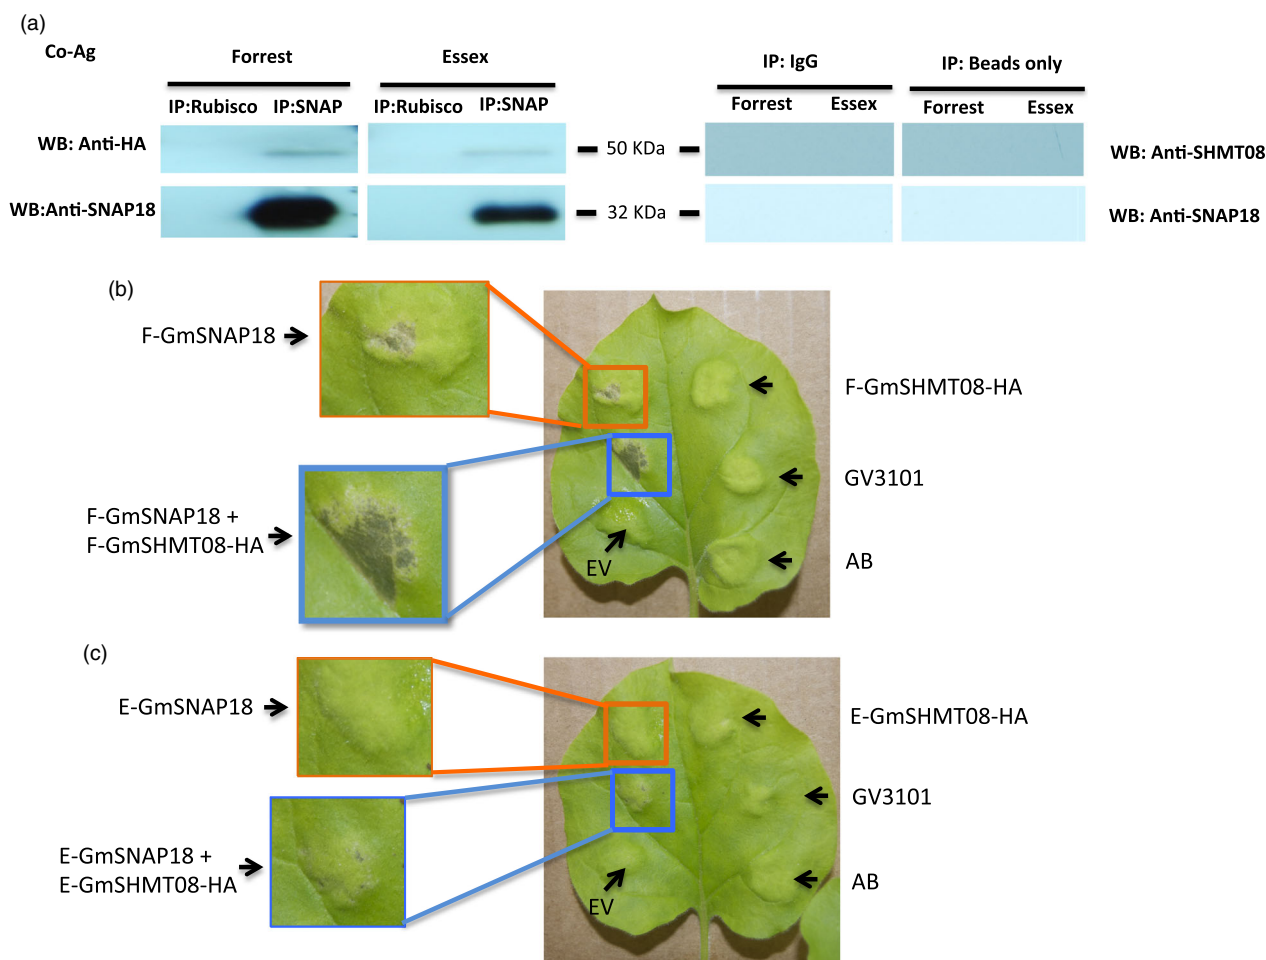 (a)
Co-Ag
Forrest
Essex
IP: IgG
IP: Beads only
IP:Rubisco
IP:SNAP
IP:Rubisco
IP:SNAP
Forrest
Essex
Forrest
Essex
WB: Anti-HA
50 KDa
WB: Anti-SHMT08
WB:Anti-SNAP18
32 KDa
WB: Anti-SNAP18
(b)
F-GmSNAP18
F-GmSHMT08-HA
GV3101
F-GmSNAP18 +
F-GmSHMT08-HA
EV
AB
(c)
E-GmSNAP18
E-GmSHMT08-HA
GV3101
E-GmSNAP18 +
E-GmSHMT08-HA
EV
AB